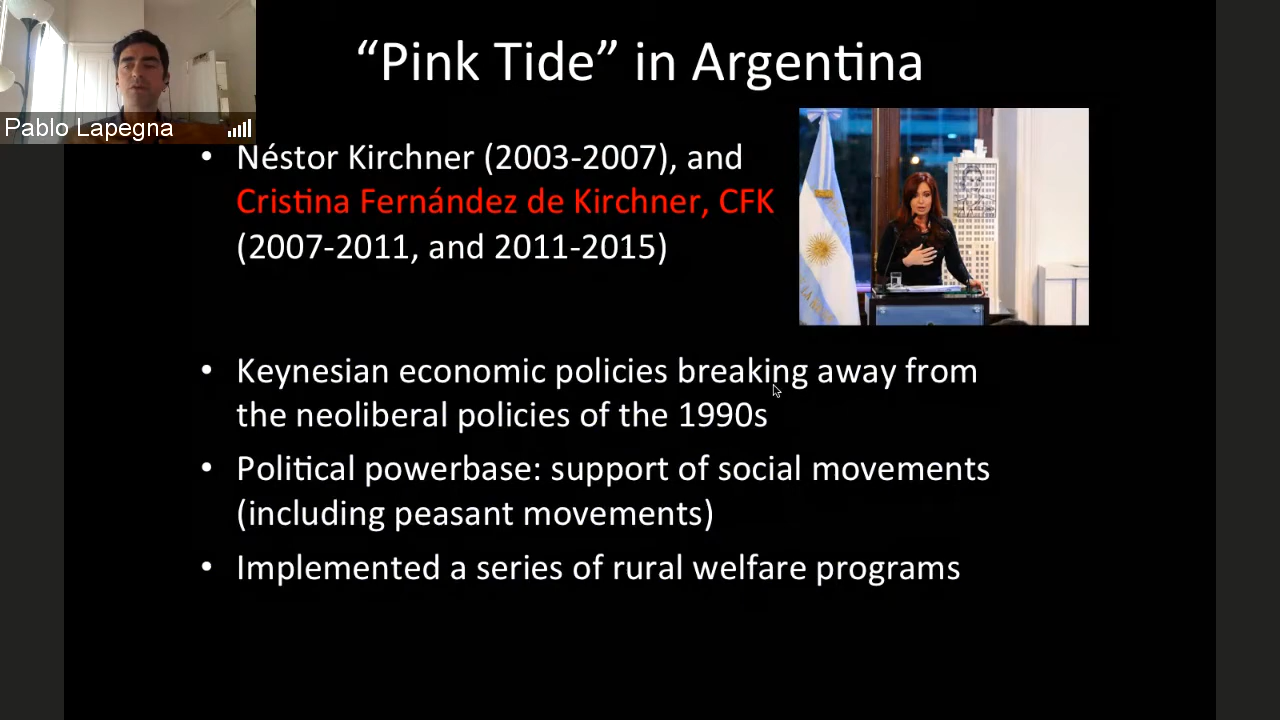 "Pink Tide" in Argentina
Pablo Lapegna
• Néstor Kirchner (2003-2007), and
Cristina Fernández de Kirchner, CFK
(2007-2011, and 2011-2015)
• Keynesian economic policies breaking away from
the neoliberal policies of the 1990s
• Political powerbase: support of social movements
(including peasant movements)
• Implemented a series of rural welfare programs